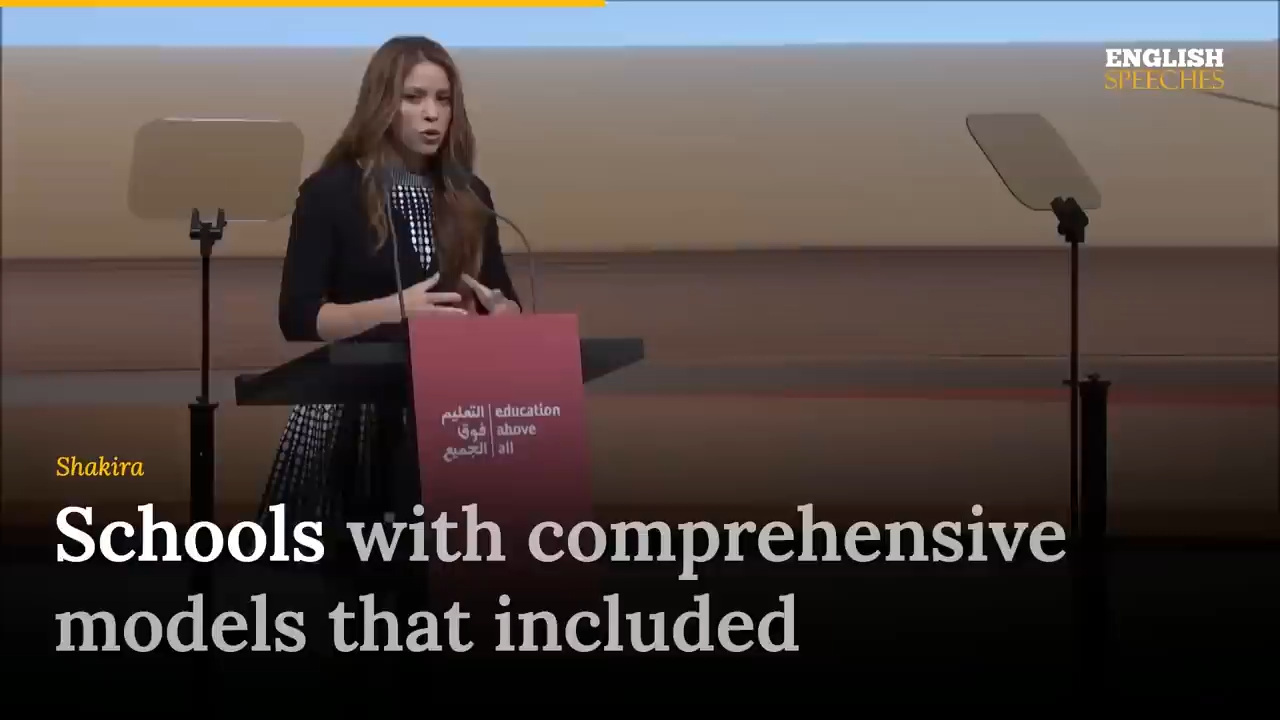 ENGLISH
SPEECHES
التعليم
فوق
الجميع
education
above
all
Shakira
Schools with comprehensive
models that included